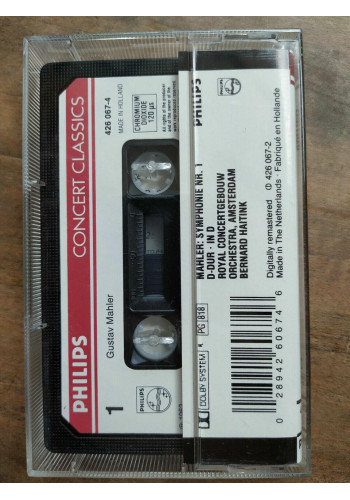 PHILIPS CONCERT CLASSICS
Gustav Mahler
1
426 067-4
MADE IN HOLLAND
CHROMIUM
DIOXIDE
120 µs
PHILIPS
PHILIPS
MAHLER: SYMPHONIE NR. 1
D-DUR · IN D
ROYAL CONCERTGEBOUW
ORCHESTRA, AMSTERDAM
BERNARD HAITINK
DOLBY SYSTEM
PG 618
Digitally remastered
426 067-2
Made in The Netherlands · Fabriqué en Hollande
0 28942 60674 6